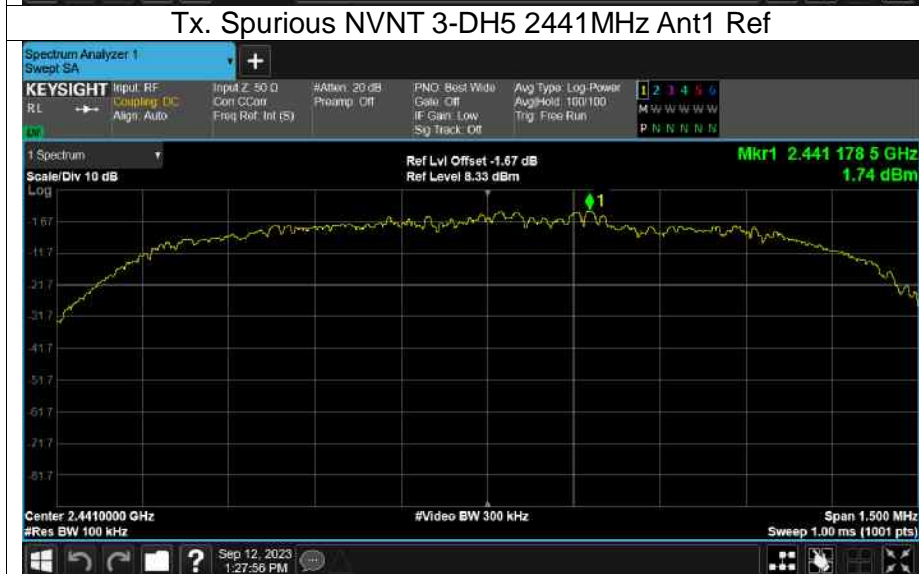 Tx. Spurious NVNT 3-DH5 2441MHz Ant1 Ref
Spectrum Analyzer 1
Swept SA
+
KEYSIGHT
RL
Input: RF
Coupling: DC
Align: Auto
Input Z: 50 Ω
Corr CCorr
Freq Ref: Int (S)
#Atten: 20 dB
Preamp: Off
PNO: Best Wide
Gate: Off
IF Gain: Low
Sig Track: Off
Avg Type: Log-Power
Avg|Hold: 100/100
Trig: Free Run
1 2 3 4 5 6
M W W W W W
P N N N N N
1 Spectrum
Scale/Div 10 dB
Ref Lvl Offset -1.67 dB
Ref Level 8.33 dBm
Mkr1 2.441 178 5 GHz
1.74 dBm
Log
1
-1.67
-11.7
-21.7
-31.7
-41.7
-51.7
-61.7
-71.7
-81.7
Center 2.4410000 GHz
#Res BW 100 kHz
#Video BW 300 kHz
Span 1.500 MHz
Sweep 1.00 ms (1001 pts)
?
Sep 12, 2023
1:27:56 PM